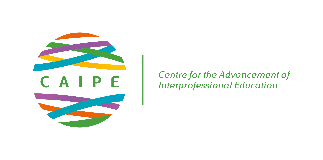 CAIPE
Centre for the Advancement of
Interprofessional Education